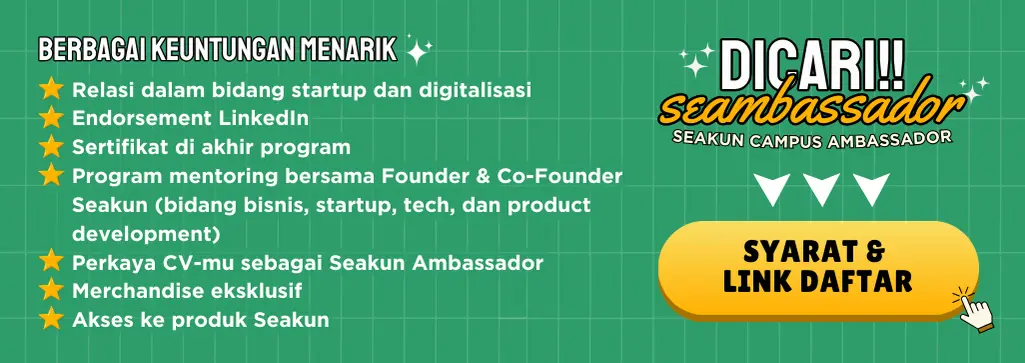 BERBAGAI KEUNTUNGAN MENARIK
Relasi dalam bidang startup dan digitalisasi
Endorsement LinkedIn
Sertifikat di akhir program
Program mentoring bersama Founder & Co-Founder
Seakun (bidang bisnis, startup, tech, dan product
development)
Perkaya CV-mu sebagai Seakun Ambassador
Merchandise eksklusif
Akses ke produk Seakun
DICARI!!
seambassador
SEAKUN CAMPUS AMBASSADOR
SYARAT &
LINK DAFTAR